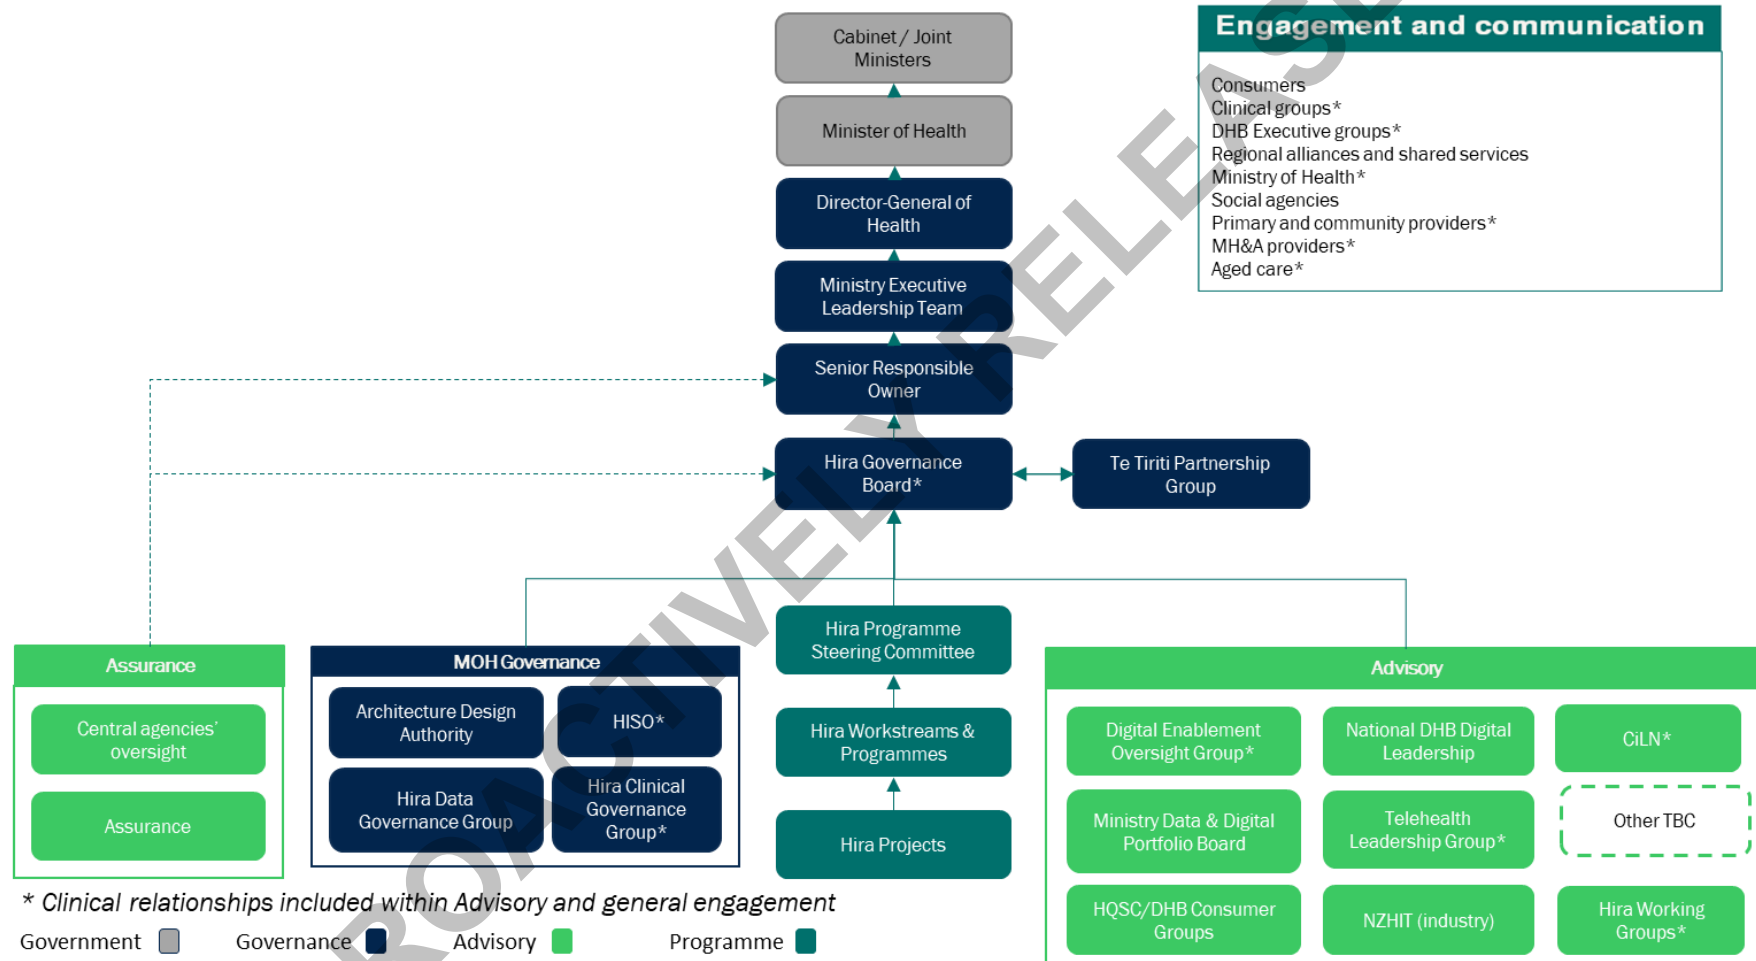 Cabinet / Joint
Ministers
Minister of Health
Director-General of
Health
Ministry Executive
Leadership Team
Senior Responsible
Owner
Hira Governance
Board*
Te Tiriti Partnership
Group
Engagement and communication
Consumers
Clinical groups*
DHB Executive groups*
Regional alliances and shared services
Ministry of Health*
Social agencies
Primary and community providers*
MH&A providers*
Aged care*
Assurance
Central agencies'
oversight
Assurance
MOH Governance
Architecture Design
Authority
HISO*
Hira Data
Governance Group
Hira Clinical
Governance
Group*
Hira Programme
Steering Committee
Hira Workstreams &
Programmes
Hira Projects
Advisory
Digital Enablement
Oversight Group*
National DHB Digital
Leadership
CiLN*
Ministry Data & Digital
Portfolio Board
Telehealth
Leadership Group*
Other TBC
HQSC/DHB Consumer
Groups
NZHIT (industry)
Hira Working
Groups*
* Clinical relationships included within Advisory and general engagement
Government
Governance
Advisory
Programme
ROACTIVELY RELEAS